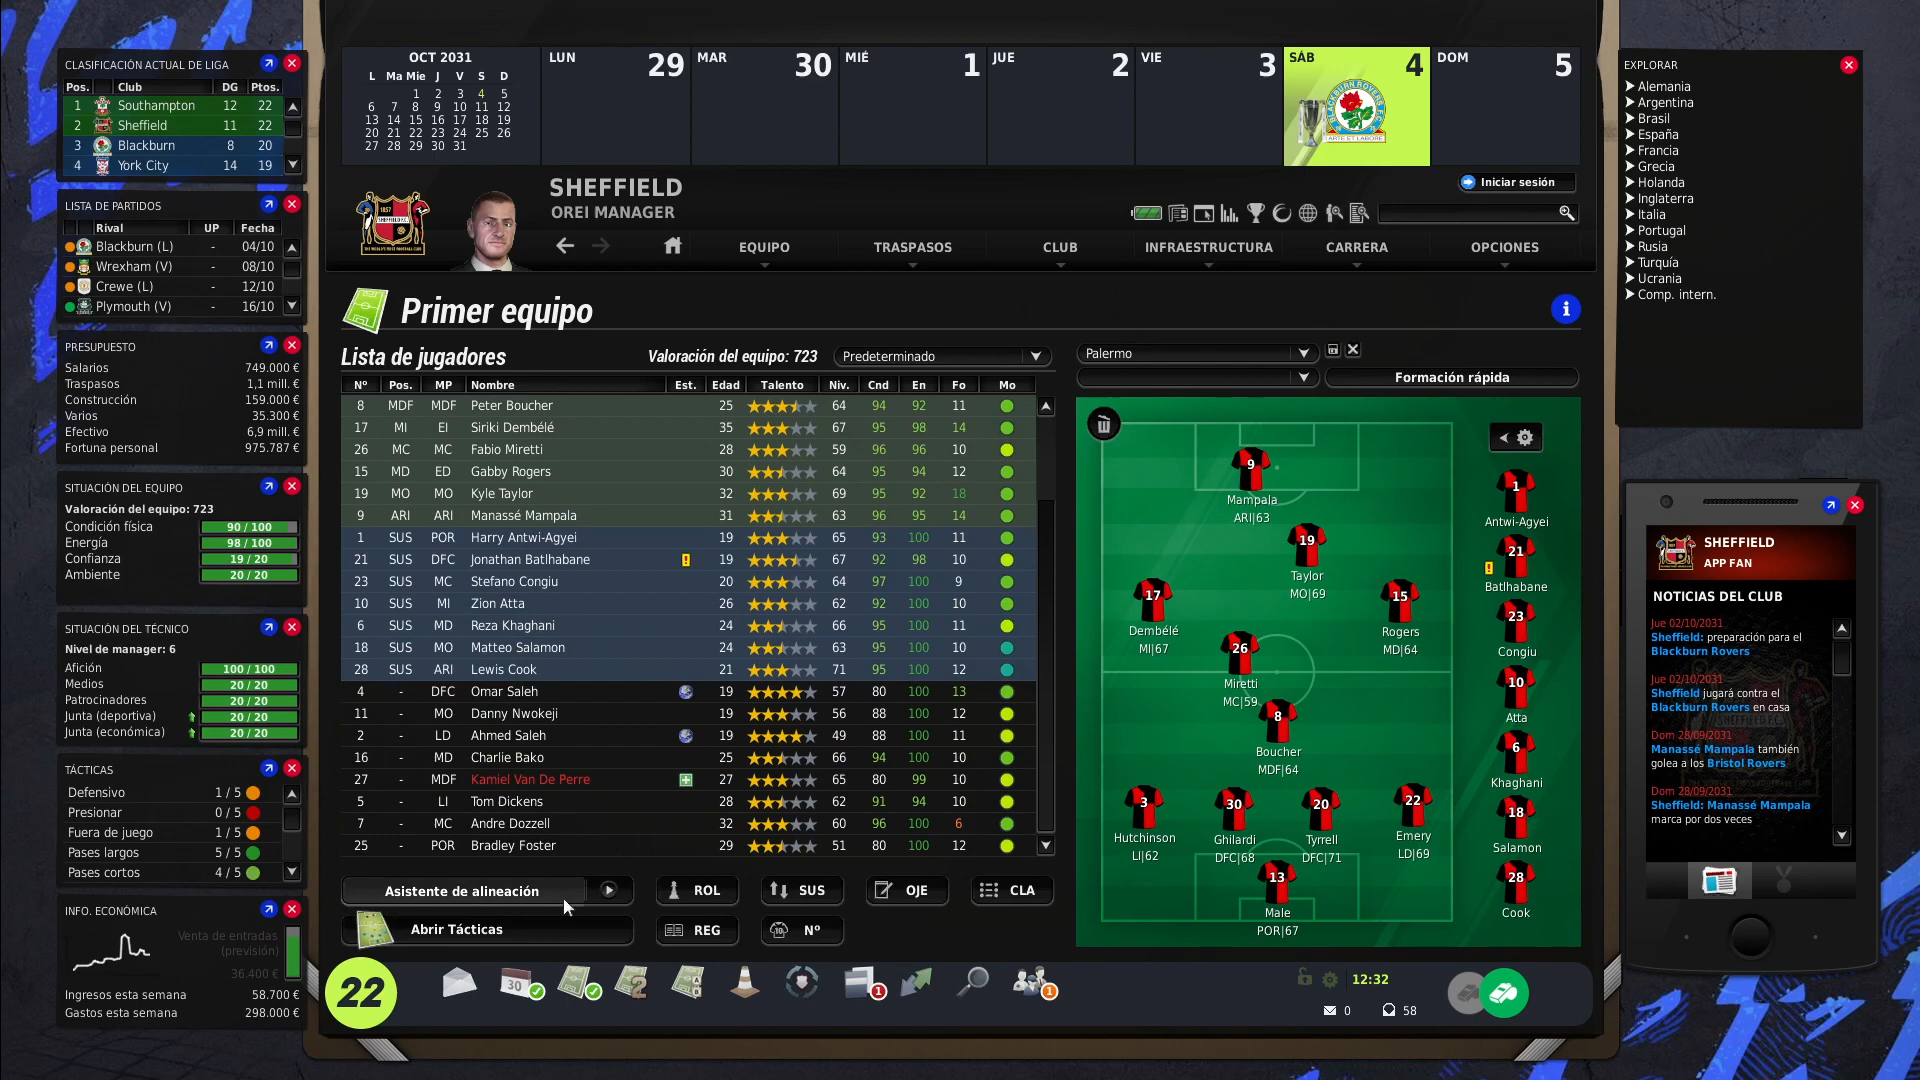 CLASIFICACIÓN ACTUAL DE LIGA
Pos. Club DG Ptos.
1 Southampton 12 22
2 Sheffield 11 22
3 Blackburn 8 20
4 York City 14 19
LISTA DE PARTIDOS
Rival UP Fecha
Blackburn (L) - 04/10
Wrexham (V) - 08/10
Crewe (L) - 12/10
Plymouth (V) - 16/10
PRESUPUESTO
Salarios 749.000 €
Traspasos 1,1 mill. €
Construcción 159.000 €
Varios 35.300 €
Efectivo 6,9 mill. €
Fortuna personal 975.787 €
SITUACIÓN DEL EQUIPO
Valoración del equipo: 723
Condición física 90 / 100
Energía 98 / 100
Confianza 19 / 20
Ambiente 20 / 20
SITUACIÓN DEL TÉCNICO
Nivel de manager: 6
Afición 100 / 100
Medios 20 / 20
Patrocinadores 20 / 20
Junta (deportiva) 20 / 20
Junta (económica) 20 / 20
TÁCTICAS
Defensivo 1 / 5
Presionar 0 / 5
Fuera de juego 1 / 5
Pases largos 5 / 5
Pases cortos 4 / 5
INFO. ECONÓMICA
Venta de entradas
(previsión)
36.400 €
Ingresos esta semana 58.700 €
Gastos esta semana 298.000 €
OCT 2031
L Ma Mie J V S D
1 2 3 4 5
6 7 8 9 10 11 12
13 14 15 16 17 18 19
20 21 22 23 24 25 26
27 28 29 30 31
LUN 29
MAR 30
MIÉ 1
JUE 2
VIE 3
SÁB 4
DOM 5
SHEFFIELD
OREI MANAGER
Iniciar sesión
EQUIPO TRASPASOS CLUB INFRAESTRUCTURA CARRERA OPCIONES
Primer equipo
Lista de jugadores
Valoración del equipo: 723
Predeterminado
Nº Pos. MP Nombre Est. Edad Talento Niv. Cnd En Fo Mo
8 MDF MDF Peter Boucher 25 64 94 92 11
17 MI EI Siriki Dembélé 35 67 95 98 14
26 MC MC Fabio Miretti 28 59 96 96 10
15 MD ED Gabby Rogers 30 64 95 94 12
19 MO MO Kyle Taylor 32 69 95 92 18
9 ARI ARI Manassé Mampala 31 63 96 95 14
1 SUS POR Harry Antwi-Agyei 19 65 93 100 11
21 SUS DFC Jonathan Batlhabane 19 67 92 98 10
23 SUS MC Stefano Congiu 20 64 97 100 9
10 SUS MI Zion Atta 26 62 92 100 10
6 SUS MD Reza Khaghani 24 66 95 100 11
18 SUS MO Matteo Salamon 24 63 95 100 10
28 SUS ARI Lewis Cook 21 71 95 100 12
4 - DFC Omar Saleh 19 57 80 100 13
11 - MO Danny Nwokeji 19 56 88 100 12
2 - LD Ahmed Saleh 19 49 88 100 11
16 - MD Charlie Bako 25 66 94 100 10
27 - MDF Kamiel Van De Perre 27 65 80 99 10
5 - LI Tom Dickens 28 62 91 94 10
7 - MC Andre Dozzell 32 60 96 100 6
25 - POR Bradley Foster 29 51 80 100 12
Asistente de alineación
ROL
SUS
OJE
CLA
Abrir Tácticas
REG
Nº
Palermo
Formación rápida
9
Mampala
ARI|63
19
Taylor
MO|69
17
Dembélé
MI|67
15
Rogers
MD|64
26
Miretti
MC|59
8
Boucher
MDF|64
3
Hutchinson
LI|62
30
Ghilardi
DFC|68
20
Tyrrell
DFC|71
22
Emery
LD|69
13
Male
POR|67
1
Antwi-Agyei
21
Batlhabane
23
Congiu
10
Atta
6
Khaghani
18
Salamon
28
Cook
22
30
2
1
1
12:32
0 58
EXPLORAR
Alemania
Argentina
Brasil
España
Francia
Grecia
Holanda
Inglaterra
Italia
Portugal
Rusia
Turquía
Ucrania
Comp. intern.
SHEFFIELD
APP FAN
NOTICIAS DEL CLUB
Jue 02/10/2031
Sheffield: preparación para el
Blackburn Rovers
Jue 02/10/2031
Sheffield jugará contra el
Blackburn Rovers en casa
Dom 28/09/2031
Manassé Mampala también
golea a los Bristol Rovers
Dom 28/09/2031
Sheffield: Manassé Mampala
marca por dos veces